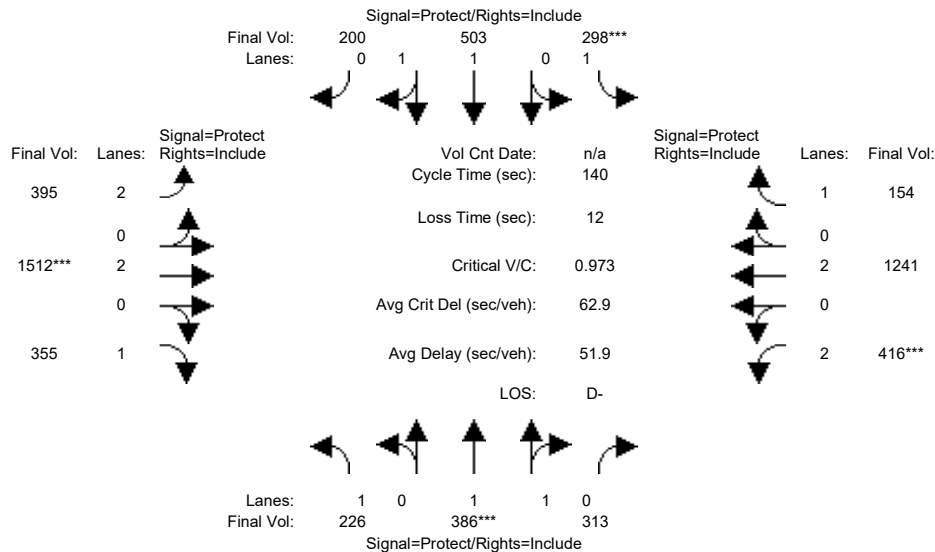 Signal=Protect/Rights=Include
Final Vol: 200 503 298***
Lanes: 0 1 1 0 1
Signal=Protect Signal=Protect
Final Vol: Lanes: Rights=Include Vol Cnt Date: n/a Rights=Include Lanes: Final Vol:
Cycle Time (sec): 140
395 2 1 154
Loss Time (sec): 12
0 0
1512*** 2 Critical V/C: 0.973 2 1241
0 Avg Crit Del (sec/veh): 62.9 0
355 1 Avg Delay (sec/veh): 51.9 2 416***
LOS: D-
Lanes: 1 0 1 1 0
Final Vol: 226 386*** 313
Signal=Protect/Rights=Include